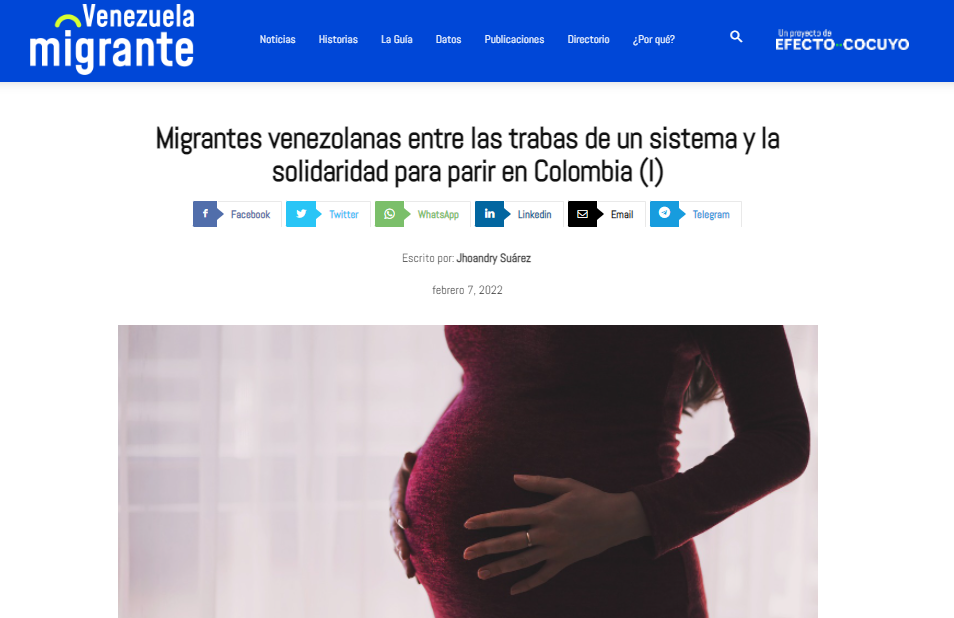 Venezuela
migrante
Noticias Historias La Guía Datos Publicaciones Directorio ¿Por qué?
Un proyecto de
EFECTO COCUYO
Migrantes venezolanas entre las trabas de un sistema y la
solidaridad para parir en Colombia (I)
Facebook Twitter WhatsApp Linkedin Email Telegram
Escrito por: Jhoandry Suárez
febrero 7, 2022